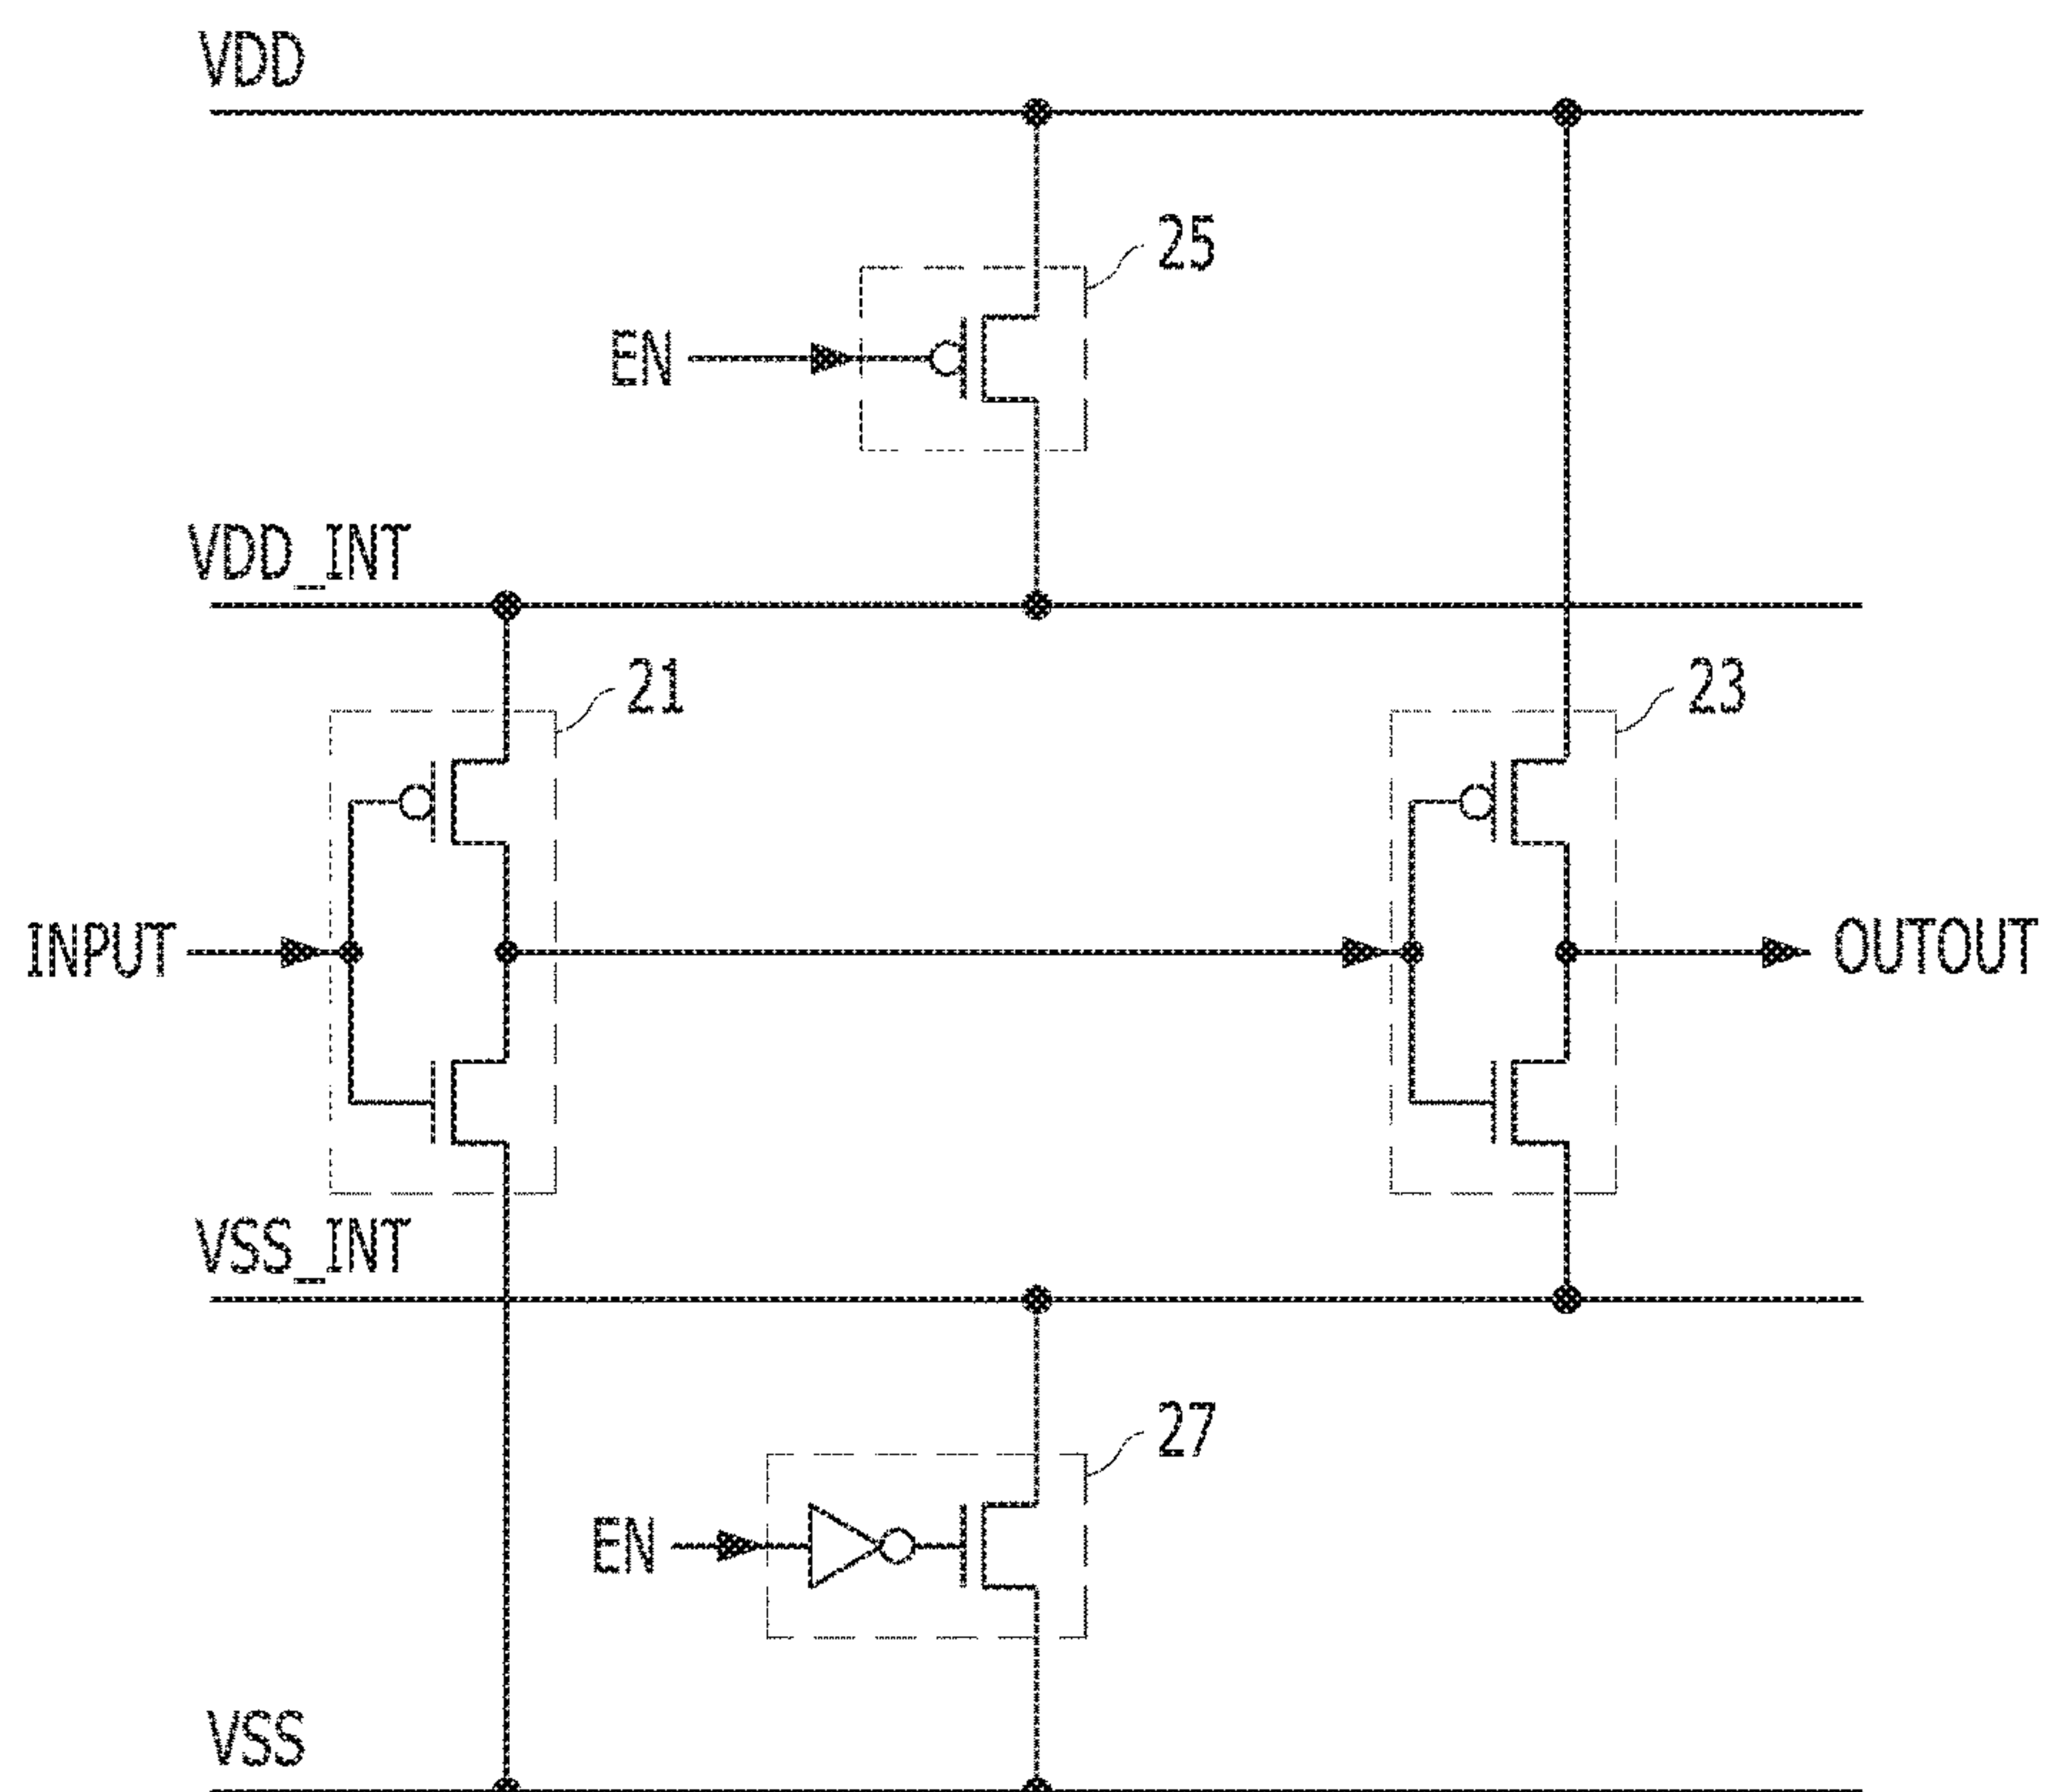 VDD
25
EN
VDD_INT
21
23
INPUT
OUTOUT
VSS_INT
27
EN
VSS